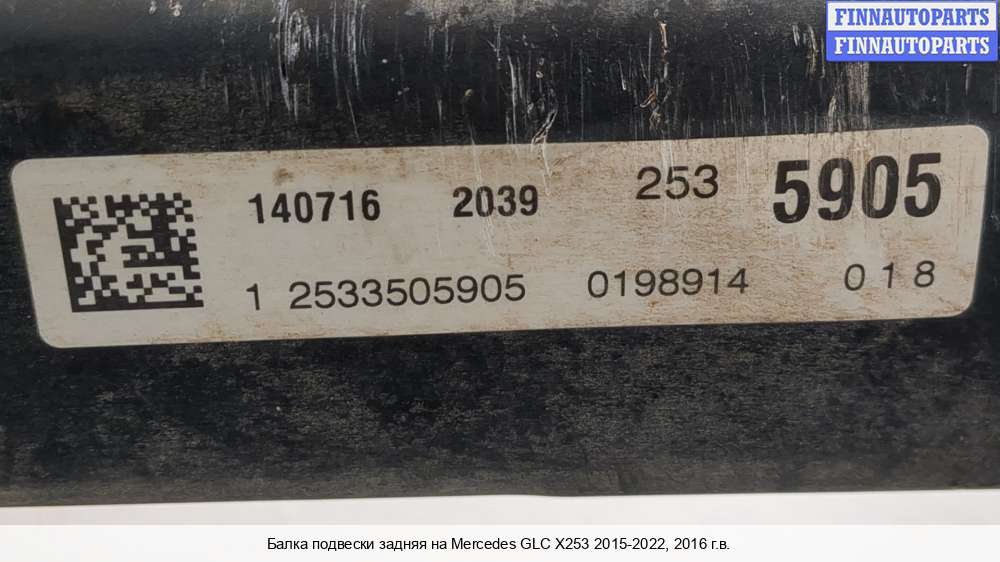 FINNAUTOPARTS
FINNAUTOPARTS
140716 2039 253 5905
1 2533505905 0198914 018
Балка подвески задняя на Mercedes GLC X253 2015-2022, 2016 г.в.